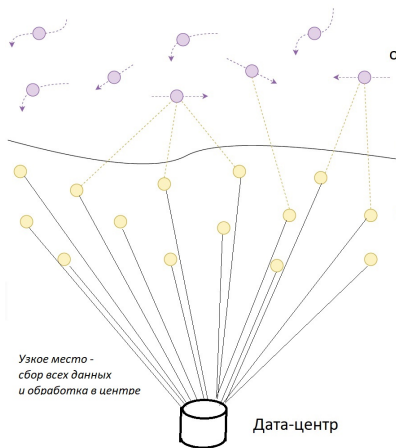 о
Узкое место -
сбор всех данных
и обработка в центре
Дата-центр